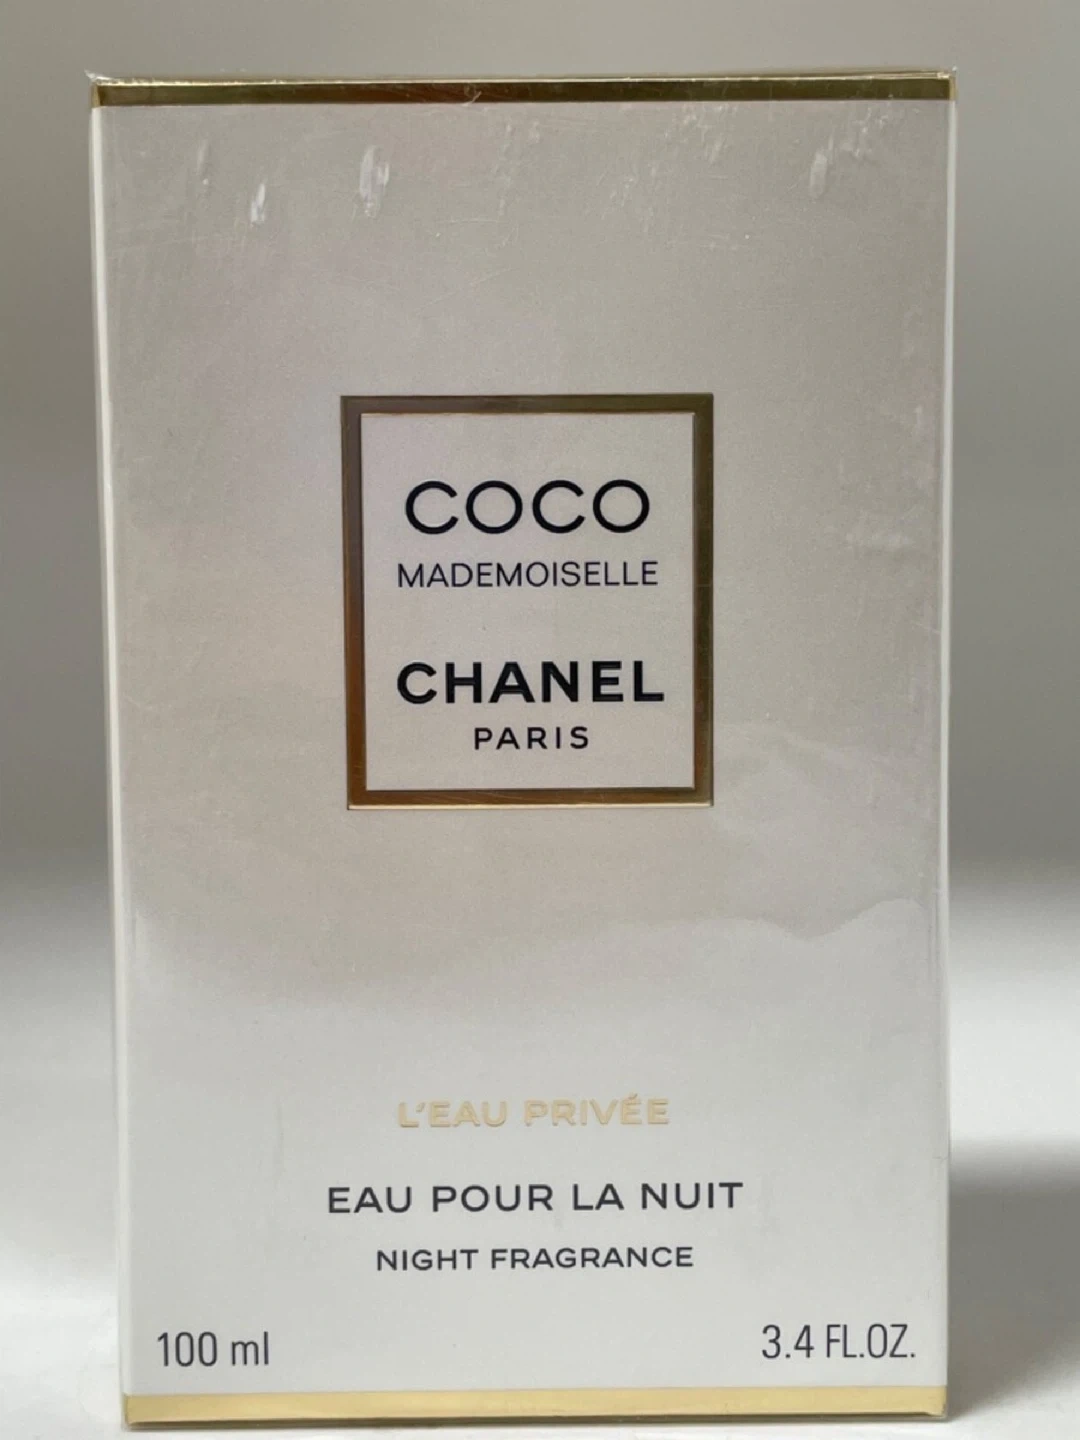 COCO
MADEMOISELLE
CHANEL
PARIS
L'EAU PRIVÉE
EAU POUR LA NUIT
NIGHT FRAGRANCE
100 ml
3.4 FL.OZ.